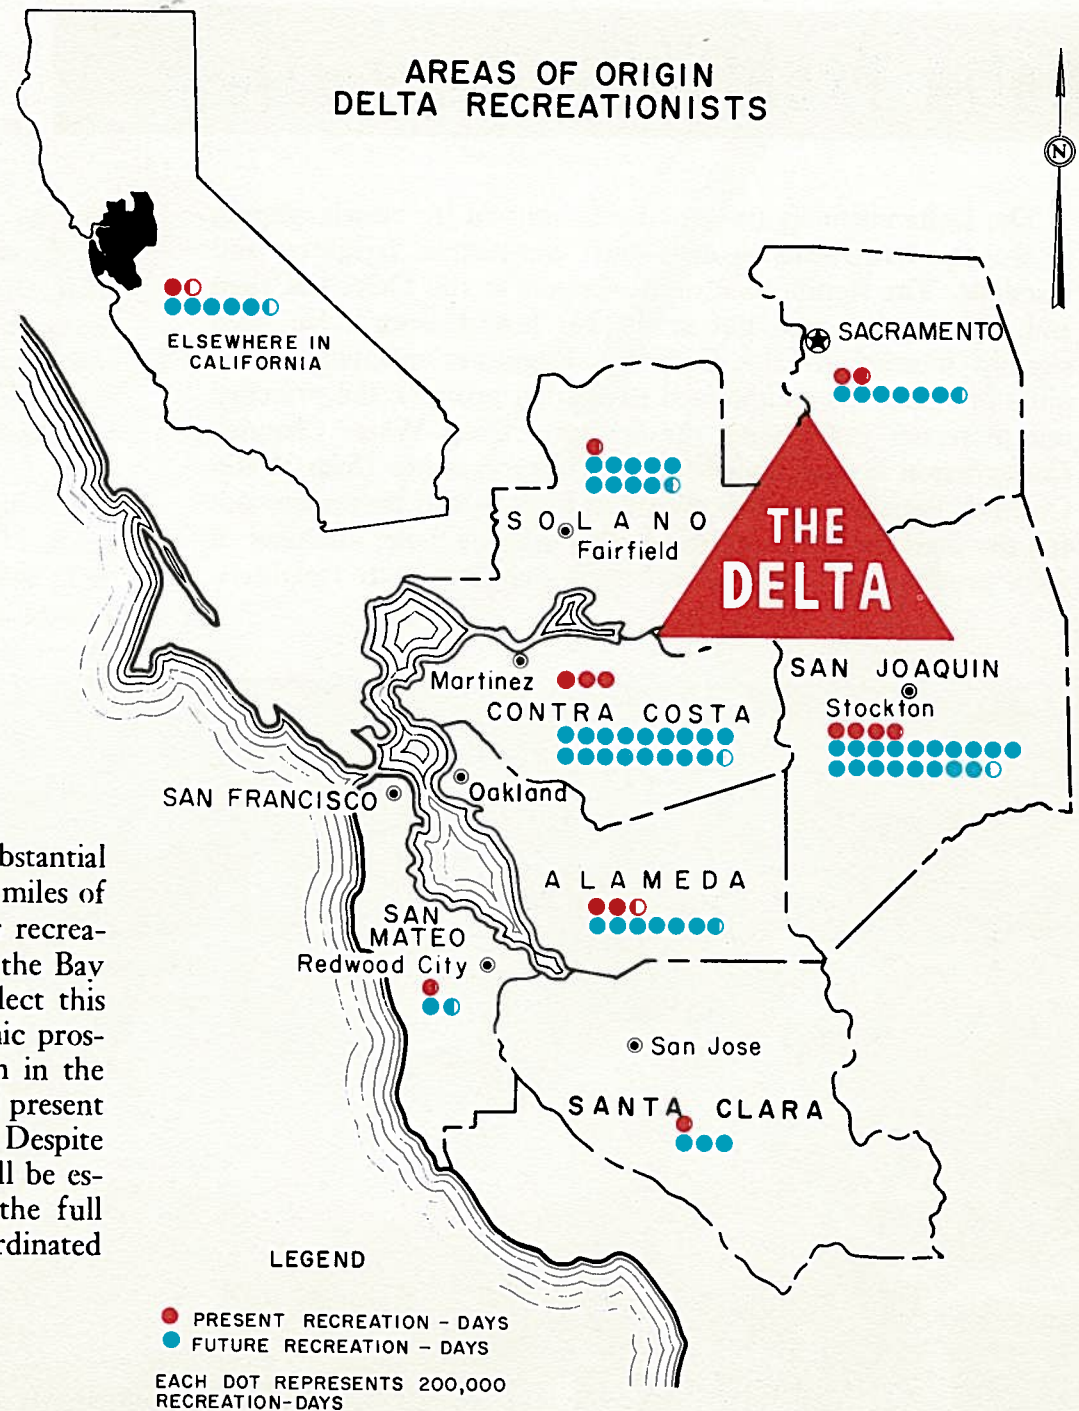 AREAS OF ORIGIN
DELTA RECREATIONISTS
N
ELSEWHERE IN
CALIFORNIA
SACRAMENTO
SOLANO
Fairfield
THE
DELTA
Martinez
CONTRA COSTA
SAN JOAQUIN
Stockton
SAN FRANCISCO
Oakland
ALAMEDA
SAN
MATEO
Redwood City
San Jose
SANTA CLARA
bstantial
miles of
recrea-
the Bay
lect this
ic pros-
in the
present
Despite
ll be es-
the full
rdinated
LEGEND
PRESENT RECREATION - DAYS
FUTURE RECREATION - DAYS
EACH DOT REPRESENTS 200,000
RECREATION-DAYS